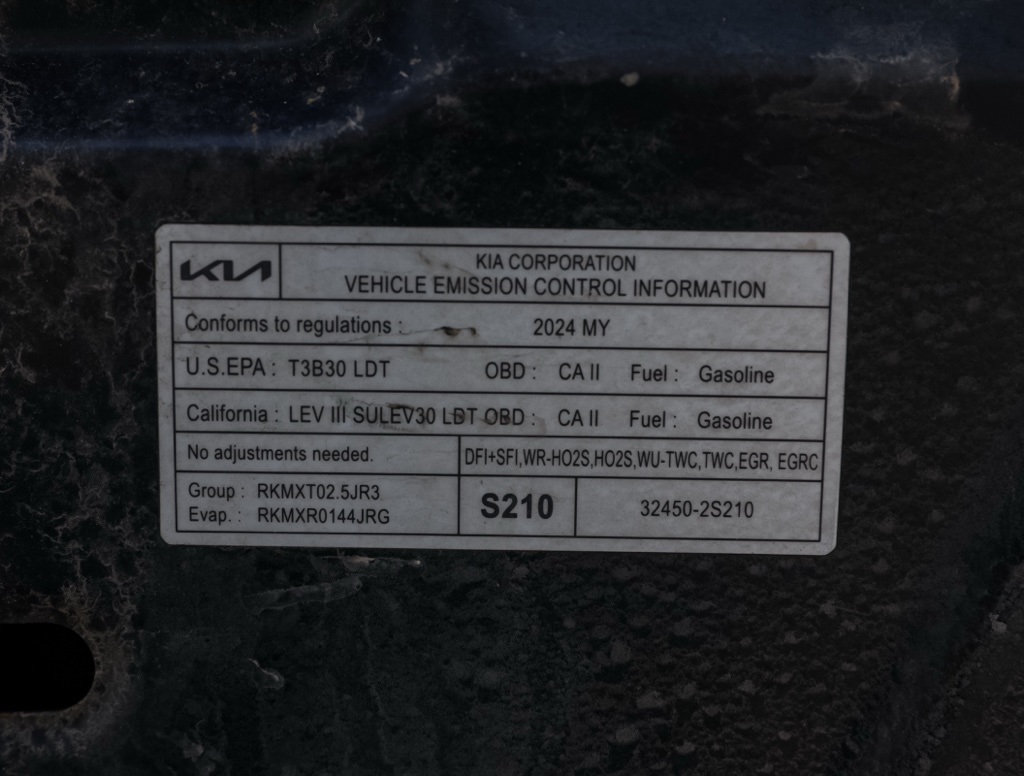 KIA
KIA CORPORATION
VEHICLE EMISSION CONTROL INFORMATION
Conforms to regulations : 2024 MY
U.S.EPA : T3B30 LDT OBD : CA II Fuel : Gasoline
California : LEV III SULEV30 LDT OBD : CA II Fuel : Gasoline
No adjustments needed. DFI+SFI,WR-HO2S,HO2S,WU-TWC,TWC,EGR, EGRC
Group : RKMXT02.5JR3
Evap. : RKMXR0144JRG
S210 32450-2S210